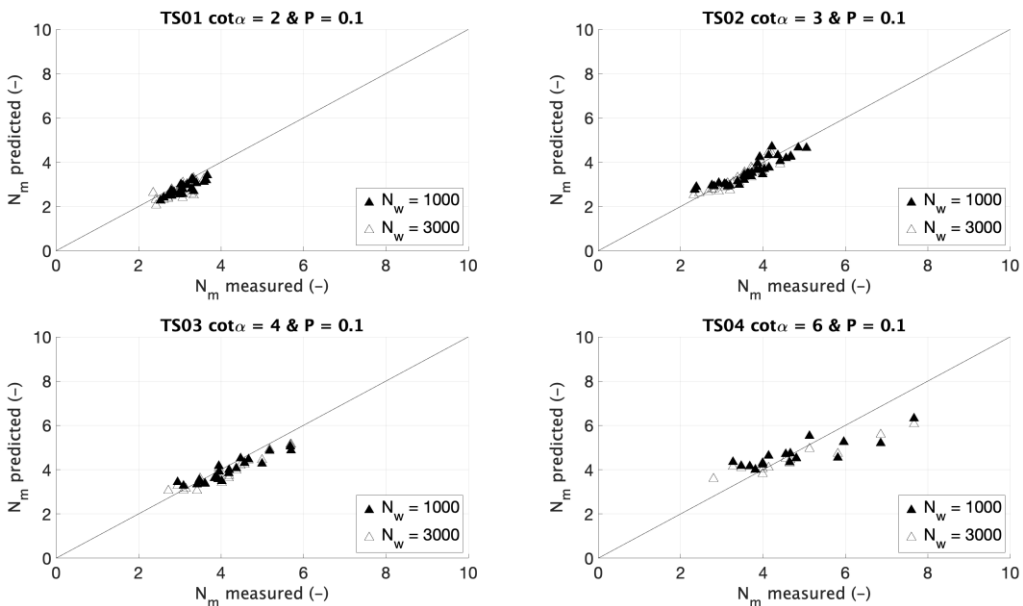 TS01 cotα = 2 & P = 0.1
10
8
6
4
2
0
N_m predicted (-)
▲ N_w = 1000
△ N_w = 3000
0 2 4 6 8 10
N_m measured (-)
TS02 cotα = 3 & P = 0.1
10
8
6
4
2
0
N_m predicted (-)
▲ N_w = 1000
△ N_w = 3000
0 2 4 6 8 10
N_m measured (-)
TS03 cotα = 4 & P = 0.1
10
8
6
4
2
0
N_m predicted (-)
▲ N_w = 1000
△ N_w = 3000
0 2 4 6 8 10
N_m measured (-)
TS04 cotα = 6 & P = 0.1
10
8
6
4
2
0
N_m predicted (-)
▲ N_w = 1000
△ N_w = 3000
0 2 4 6 8 10
N_m measured (-)